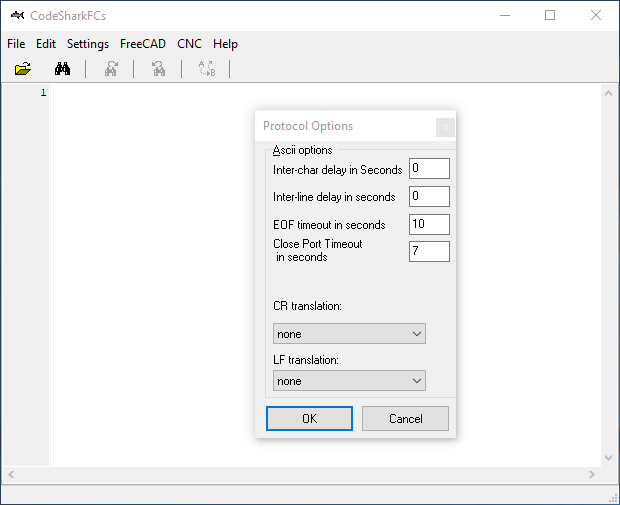 CodeSharkFCs
File Edit Settings FreeCAD CNC Help
A B
1
Protocol Options
Ascii options
Inter-char delay in Seconds 0
Inter-line delay in seconds 0
EOF timeout in seconds 10
Close Port Timeout
in seconds 7
CR translation:
none
LF translation:
none
OK Cancel